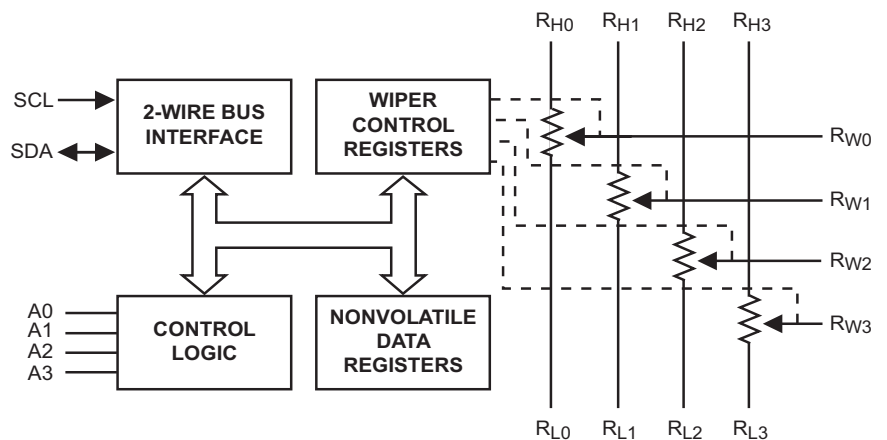 RH0 RH1 RH2 RH3
SCL
SDA
2-WIRE BUS
INTERFACE
WIPER
CONTROL
REGISTERS
RW0
RW1
RW2
RW3
A0
A1
A2
A3
CONTROL
LOGIC
NONVOLATILE
DATA
REGISTERS
RL0 RL1 RL2 RL3